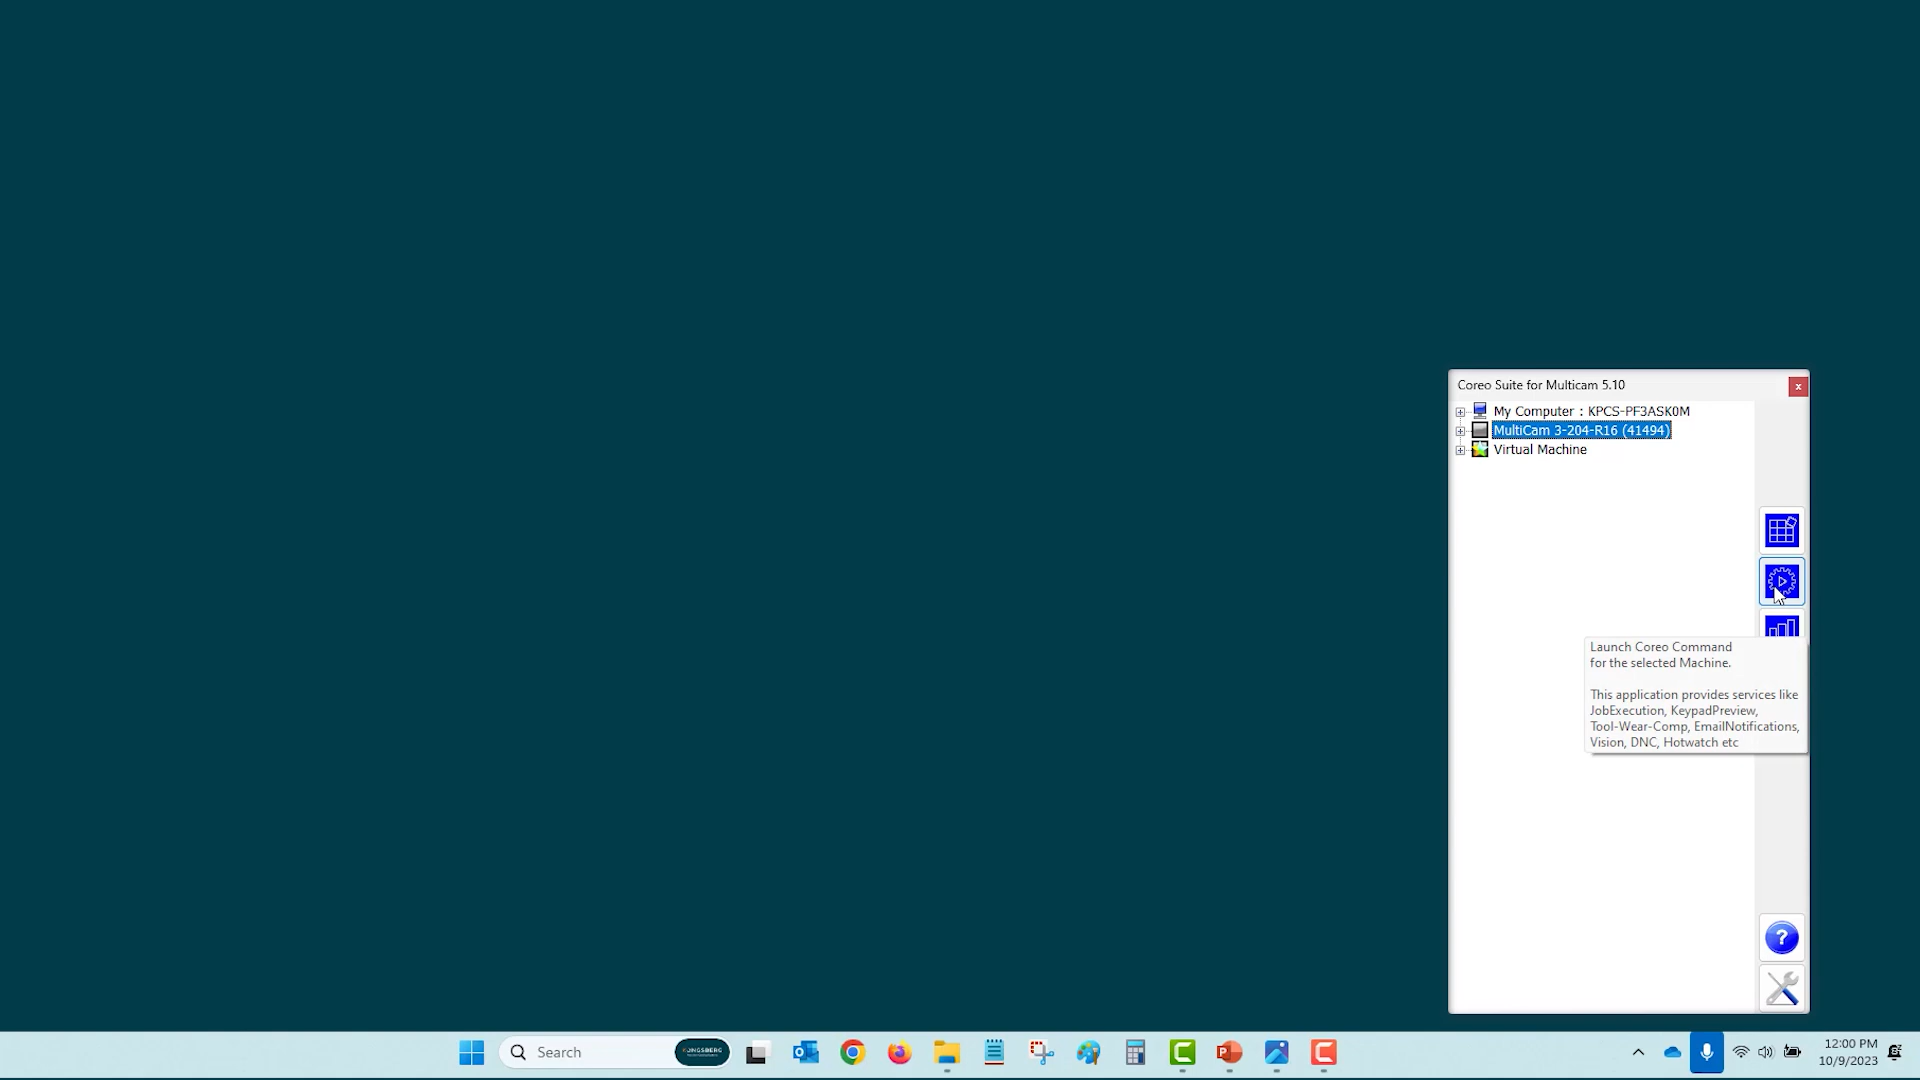 Coreo Suite for Multicam 5.10
x
My Computer : KPCS-PF3ASK0M
MultiCam 3-204-R16 (41494)
Virtual Machine
Launch Coreo Command
for the selected Machine.
This application provides services like
JobExecution, KeypadPreview,
Tool-Wear-Comp, EmailNotifications,
Vision, DNC, Hotwatch etc
?
Search
12:00 PM
10/9/2023